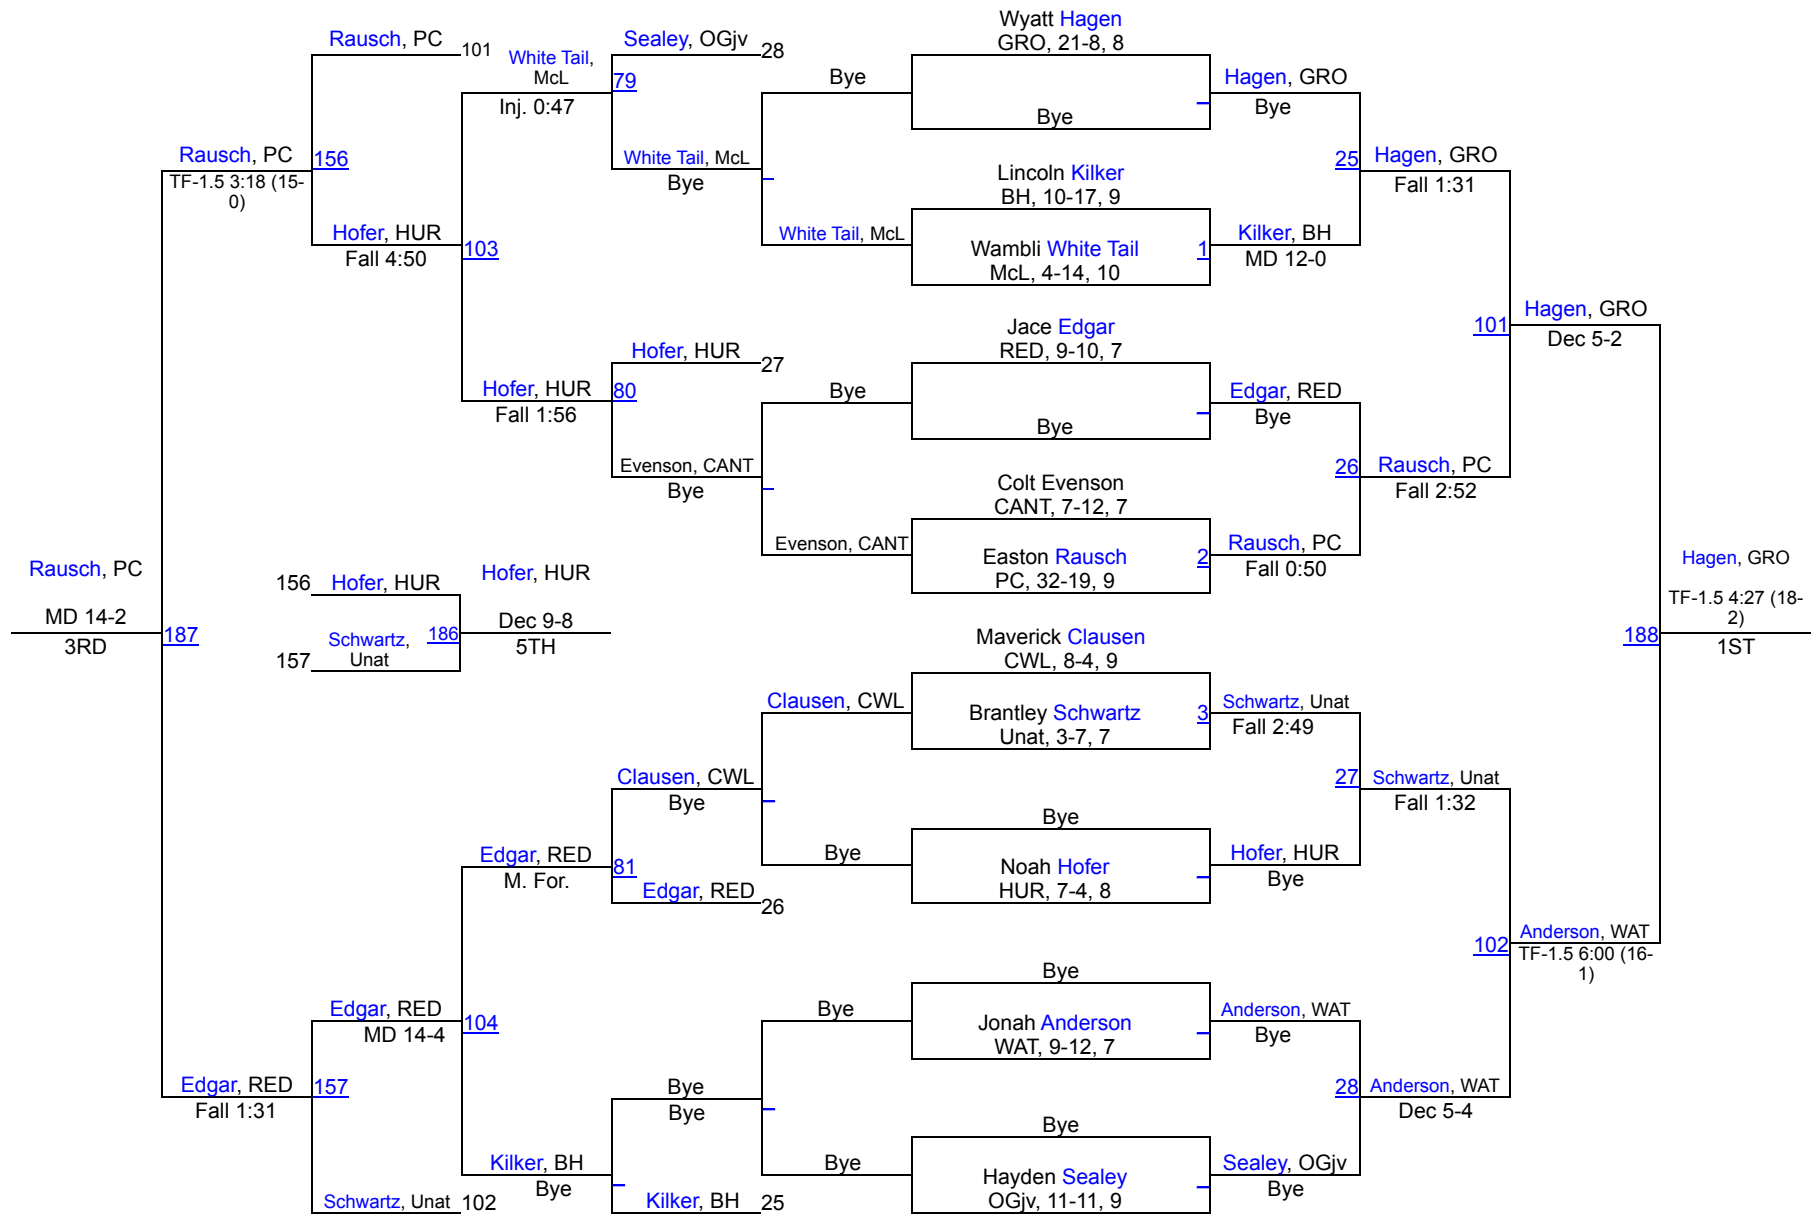 Wyatt Hagen
GRO, 21-8, 8
Bye
Lincoln Kilker
BH, 10-17, 9
Wambli White Tail
McL, 4-14, 10
1
Jace Edgar
RED, 9-10, 7
Bye
Colt Evenson
CANT, 7-12, 7
Easton Rausch
PC, 32-19, 9
2
Maverick Clausen
CWL, 8-4, 9
Brantley Schwartz
Unat, 3-7, 7
3
Bye
Noah Hofer
HUR, 7-4, 8
Bye
Jonah Anderson
WAT, 9-12, 7
Bye
Hayden Sealey
OGjv, 11-11, 9
Hagen, GRO
Bye
25
Kilker, BH
MD 12-0
Edgar, RED
Bye
26
Rausch, PC
Fall 0:50
Schwartz, Unat
Fall 2:49
27
Hofer, HUR
Bye
Anderson, WAT
Bye
28
Sealey, OGjv
Bye
Hagen, GRO
Fall 1:31
101
Rausch, PC
Fall 2:52
Schwartz, Unat
Fall 1:32
102
Anderson, WAT
Dec 5-4
Hagen, GRO
Dec 5-2
188
Anderson, WAT
TF-1.5 6:00 (16-
1)
Hagen, GRO
TF-1.5 4:27 (18-
2)
1ST
Bye
White Tail, McL
Bye
Evenson, CANT
Clausen, CWL
Bye
Bye
Bye
Sealey, OGjv
28
79
White Tail, McL
Bye
Hofer, HUR
27
80
Evenson, CANT
Bye
Clausen, CWL
Bye
81
Edgar, RED
26
Bye
Bye
Kilker, BH
25
White Tail,
McL
Inj. 0:47
103
Hofer, HUR
Fall 1:56
Edgar, RED
M. For.
104
Kilker, BH
Bye
Rausch, PC
101
156
Hofer, HUR
Fall 4:50
Edgar, RED
MD 14-4
157
Schwartz, Unat
102
Rausch, PC
TF-1.5 3:18 (15-
0)
187
Edgar, RED
Fall 1:31
Rausch, PC
MD 14-2
3RD
156
Hofer, HUR
157
Schwartz,
Unat
186
Hofer, HUR
Dec 9-8
5TH